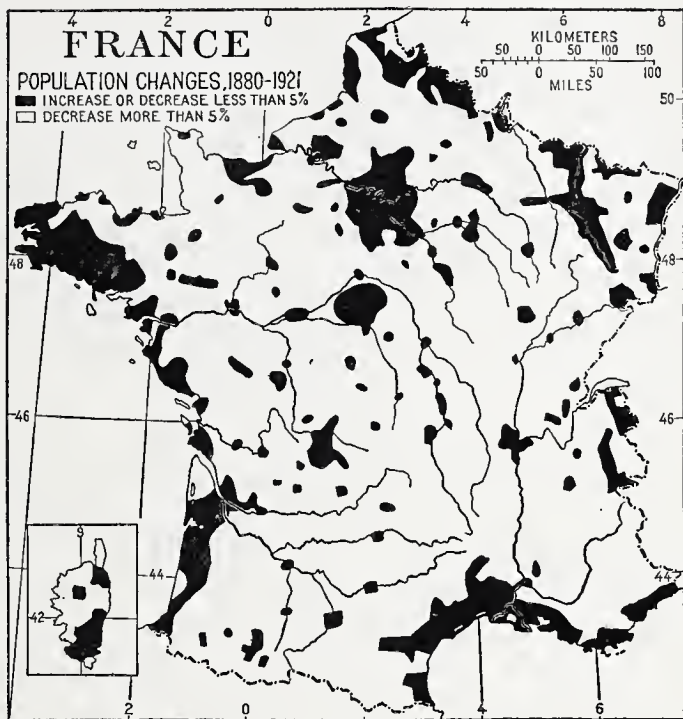 4 2 0 2 4 6 8
FRANCE
POPULATION CHANGES, 1880-1921
INCREASE OR DECREASE LESS THAN 5%
DECREASE MORE THAN 5%
KILOMETERS
50 0 50 100 150
50 0 50 100
MILES
50
48 48
46 46
9
44 44
42
2 0 4 6